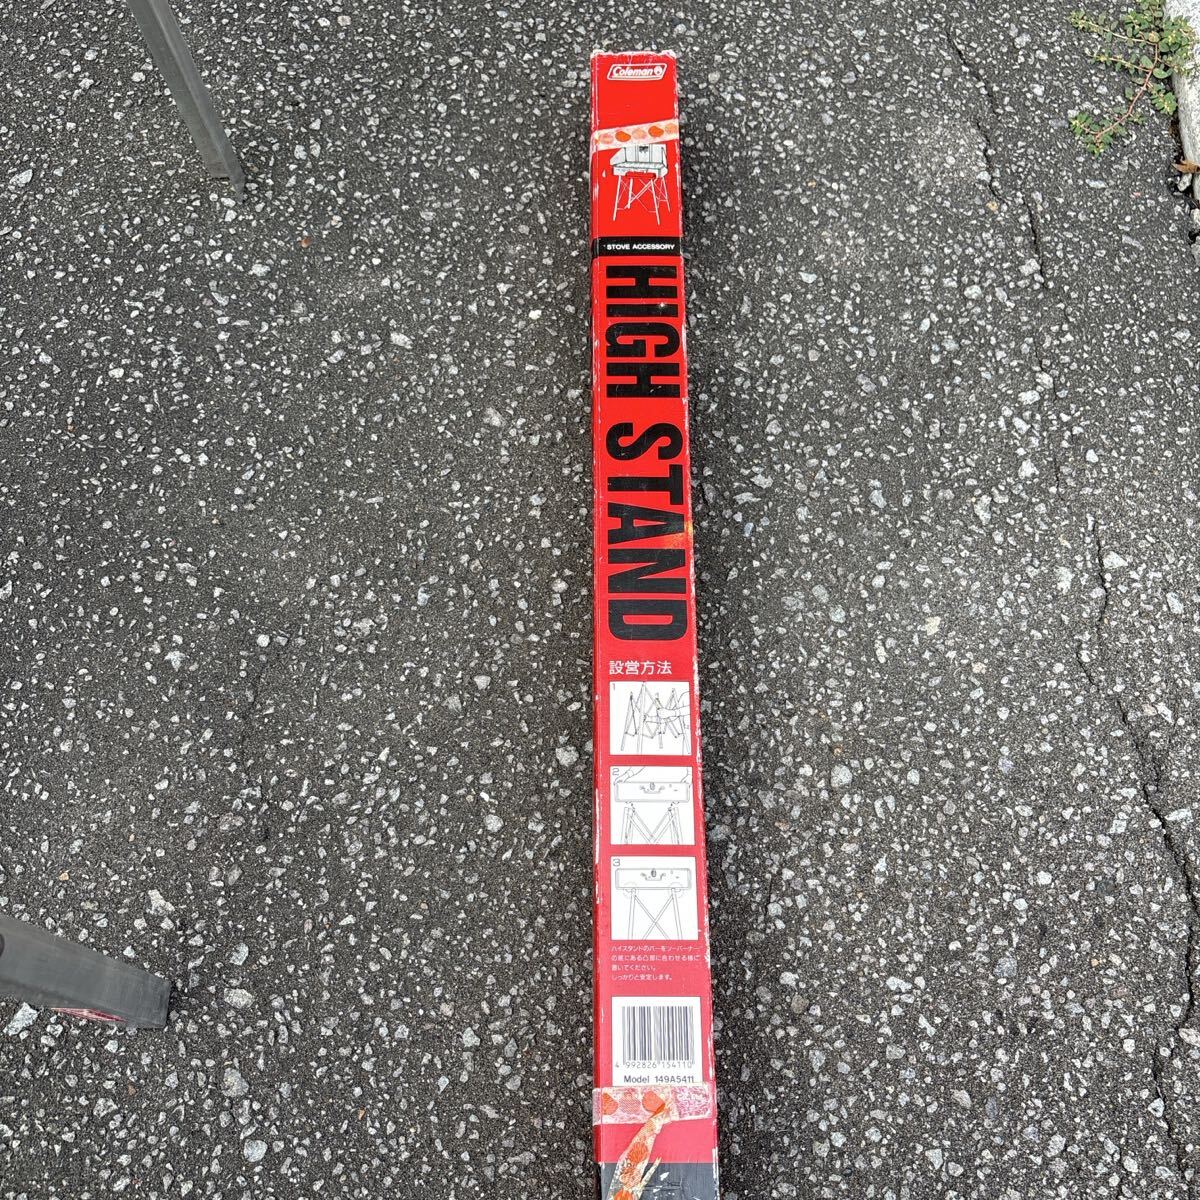 Coleman
STOVE ACCESSORY
HIGH STAND
設営方法
1
2
3
ハイスタンドのバーをツーバーナー
の底にある凸部に合わせる様に
置いてください。
しっかりと安定します。
4 992826 154110
Model 149A5411